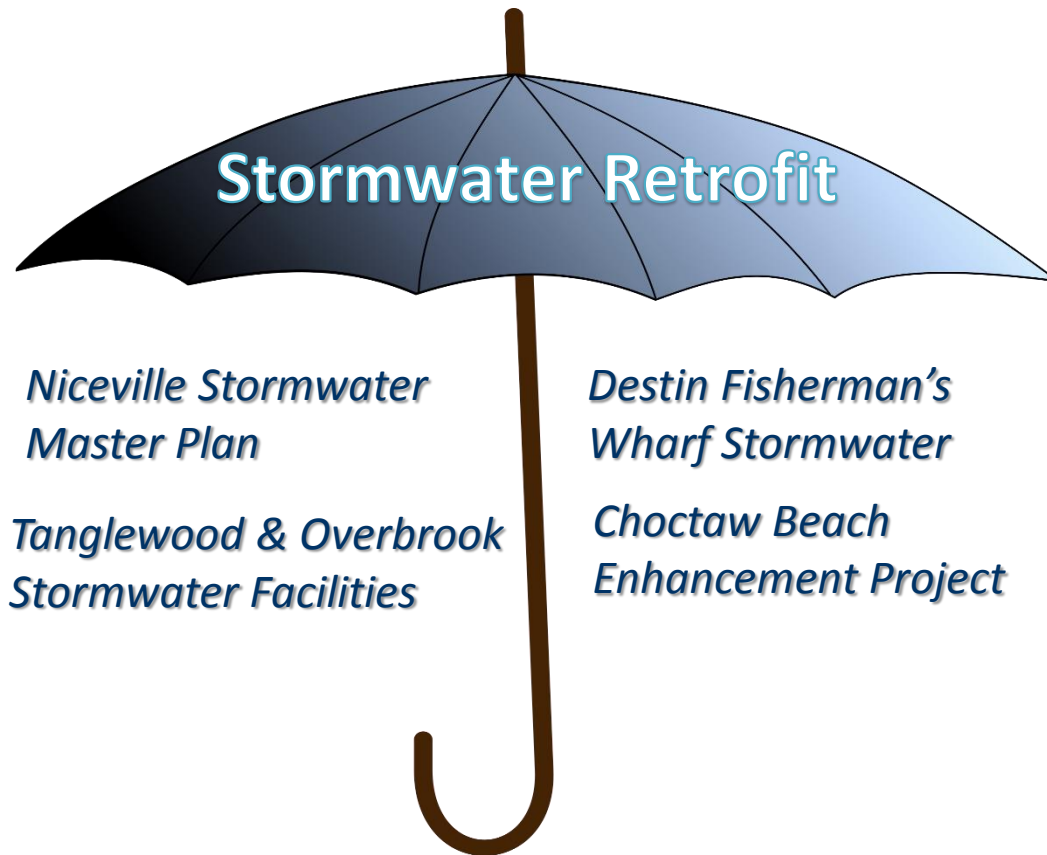 Stormwater Retrofit
Niceville Stormwater
Master Plan
Tanglewood & Overbrook
Stormwater Facilities
Destin Fisherman’s
Wharf Stormwater
Choctaw Beach
Enhancement Project